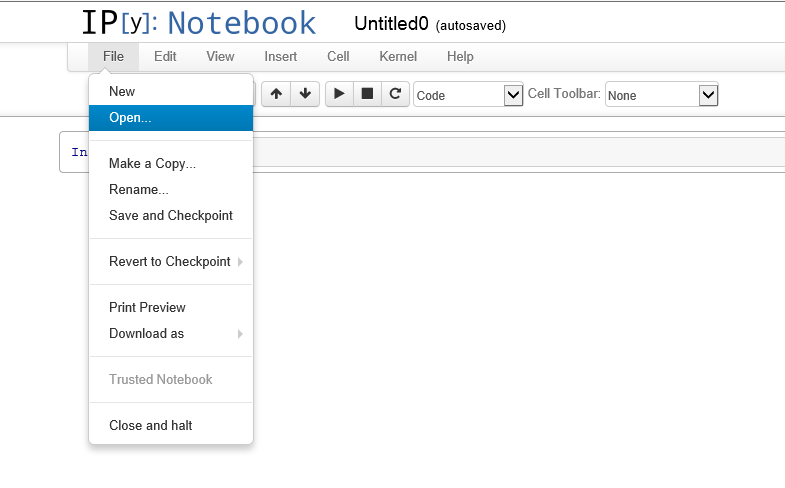 IP[y]: Notebook Untitled0 (autosaved)
File Edit View Insert Cell Kernel Help
Code Cell Toolbar: None
New
Open...
In
Make a Copy...
Rename...
Save and Checkpoint
Revert to Checkpoint
Print Preview
Download as
Trusted Notebook
Close and halt